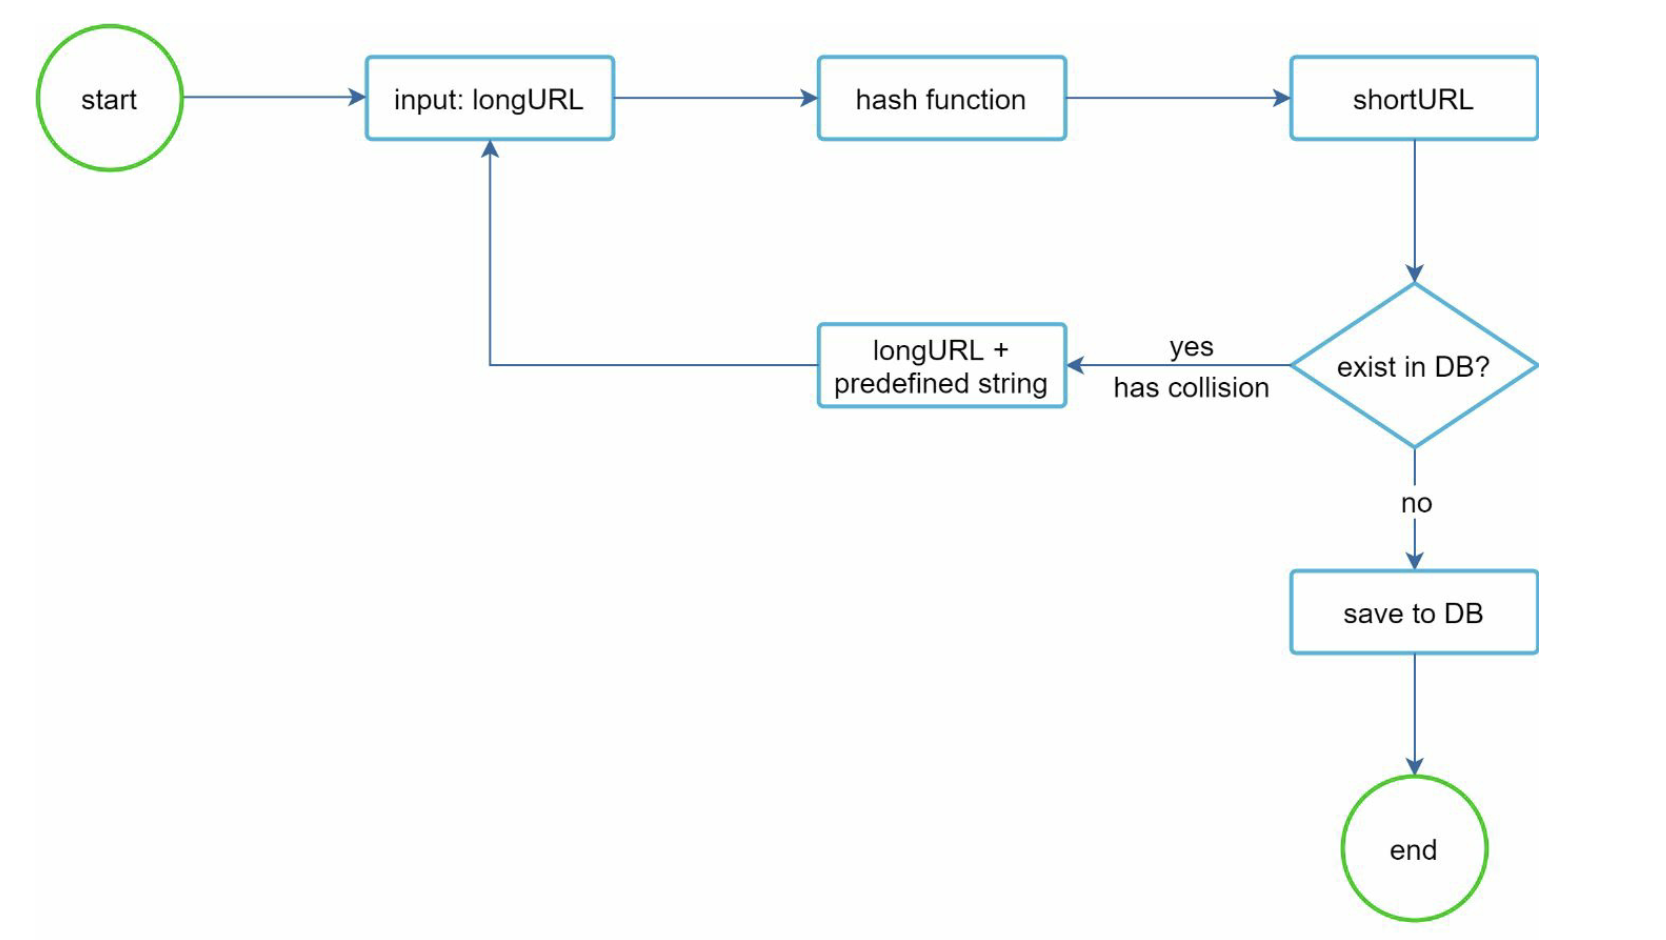 start
input: longURL
hash function
shortURL
longURL +
predefined string
yes
has collision
exist in DB?
no
save to DB
end